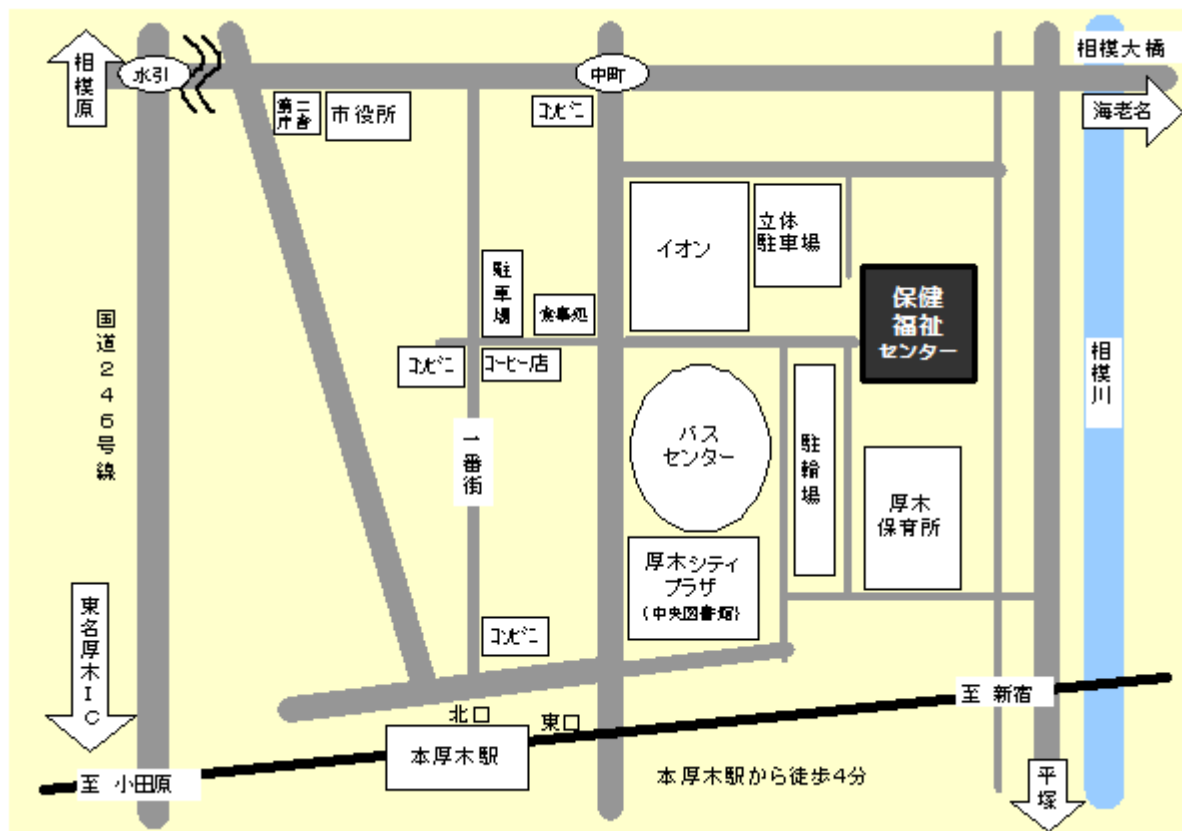 相模大橋
相模原
水引
中町
海老名
第二
庁舎
市役所
コンビニ
イオン
立体
駐車場
駐車場
食事処
保健
福祉
センター
国道246号線
コンビニ
コーヒー店
相模川
一番街
バス
センター
駐輪場
厚木
保育所
厚木シティ
プラザ
(中央図書館)
東名厚木IC
コンビニ
北口
東口
至 新宿
本厚木駅
至 小田原
本厚木駅から徒歩4分
平塚